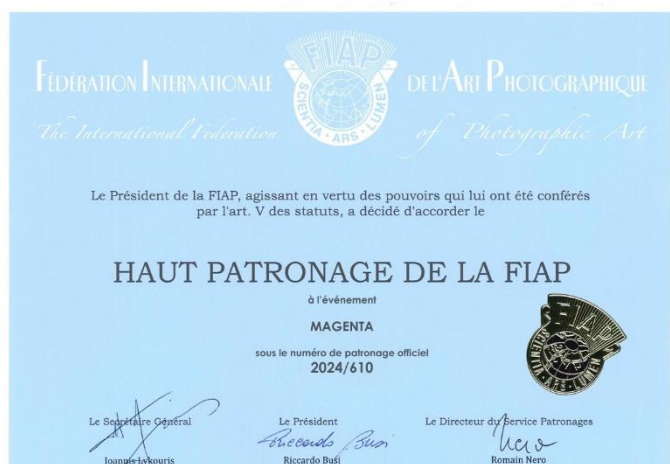 FÉDÉRATION INTERNATIONALE DE L'ART PHOTOGRAPHIQUE
FIAP
SCIENTIA · ARS · LUMEN
The International Federation of Photographic Art
Le Président de la FIAP, agissant en vertu des pouvoirs qui lui ont été conférés
par l'art. V des statuts, a décidé d'accorder le
HAUT PATRONAGE DE LA FIAP
à l'événement
MAGENTA
sous le numéro de patronage officiel
2024/610
FIAP
SCIENTIA · ARS · LUMEN
Le Secrétaire Général Le Président Le Directeur du Service Patronages
Riccardo Busi
Nero
Ioannis Lykouris Riccardo Busi Romain Nero